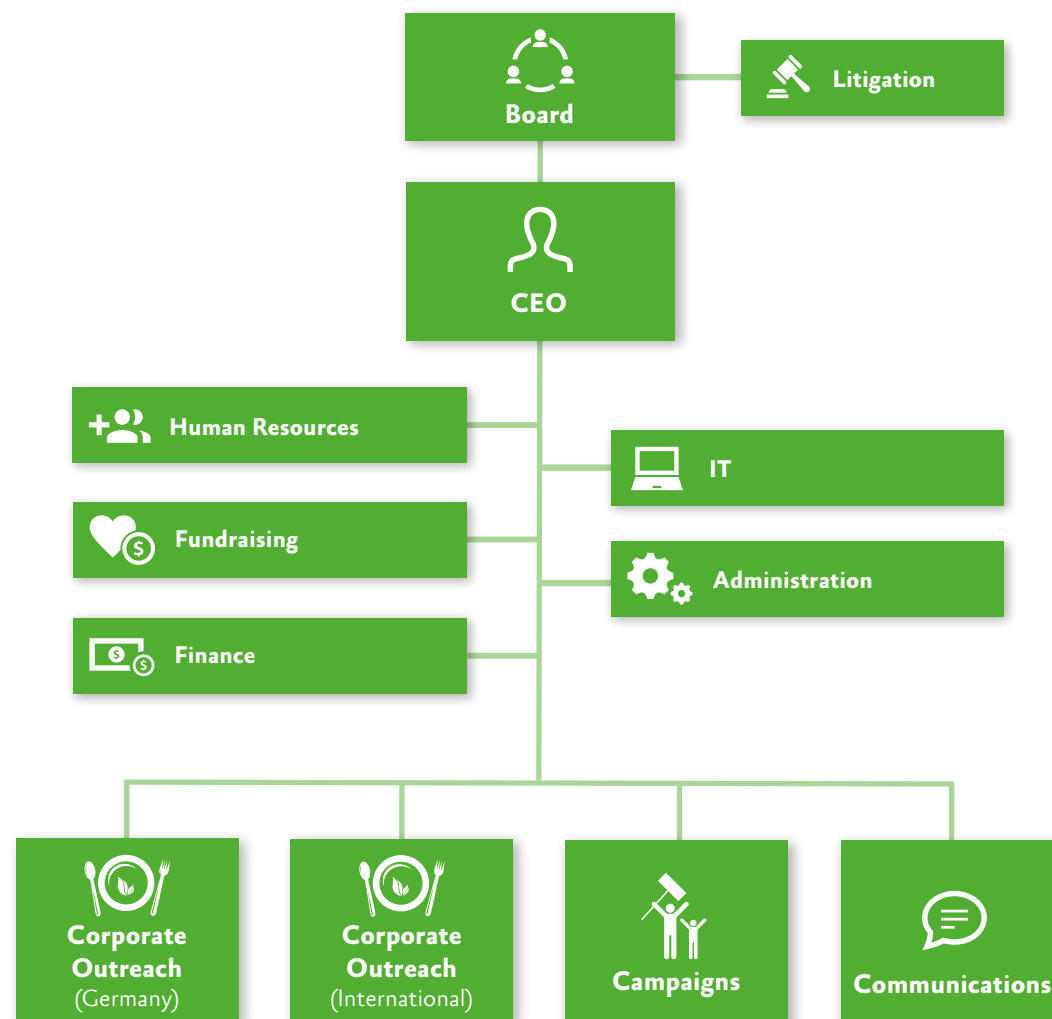 Board
Litigation
CEO
Human Resources
IT
Fundraising
Administration
Finance
Corporate
Outreach
(Germany)
Corporate
Outreach
(International)
Campaigns
Communications